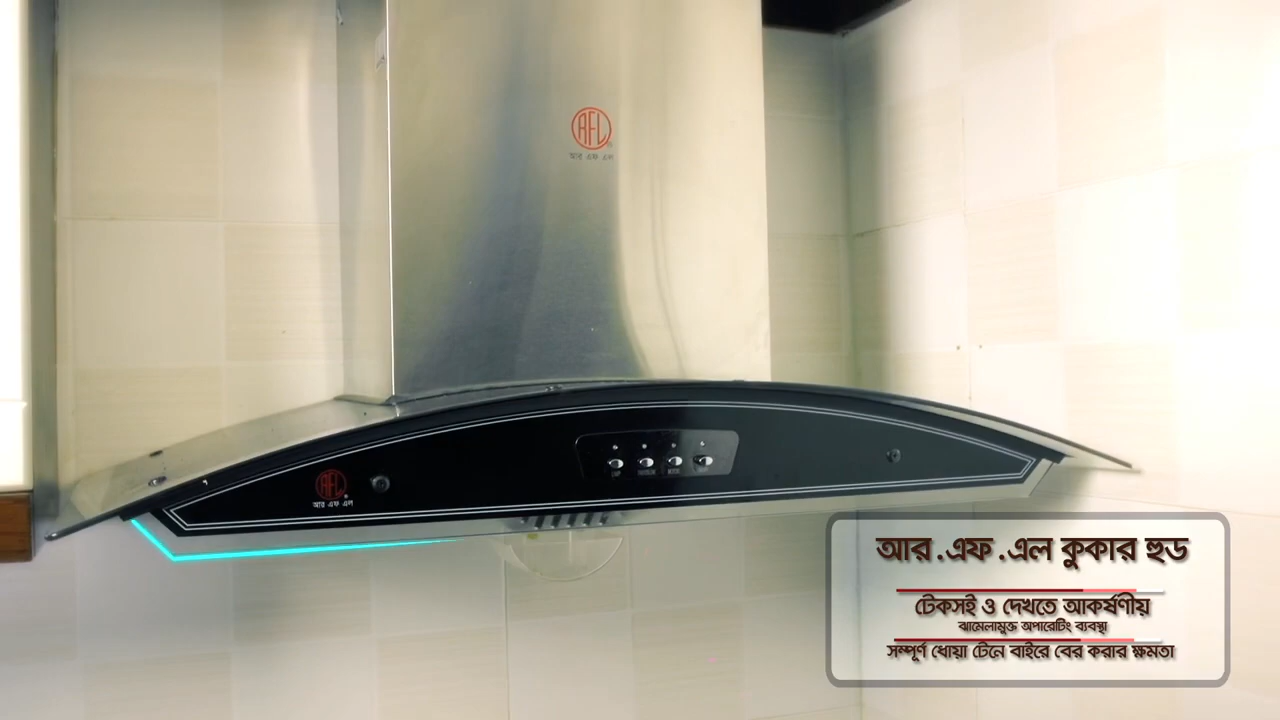 RFL
আর এফ এল
RFL
আর এফ এল
আর .এফ .এল কুকার হুড
টেকসই ও দেখতে আকর্ষণীয়
ঝামেলামুক্ত অপারেটিং ব্যবস্থা
সম্পূর্ণ ধোয়া টেনে বাইরে বের করার ক্ষমতা